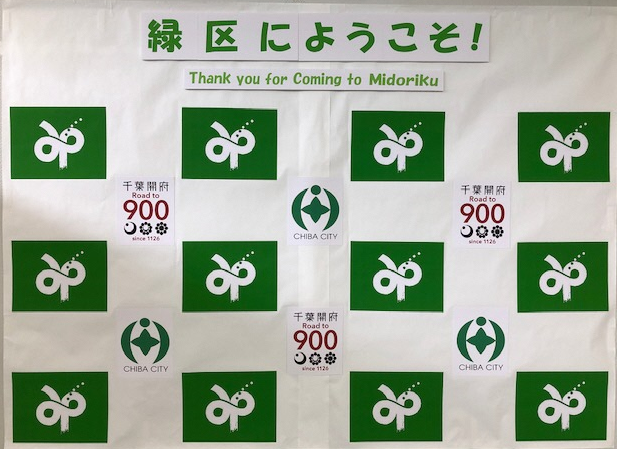 緑区にようこそ!
Thank you for Coming to Midoriku
千葉開府
Road to
900
since 1126
CHIBA CITY
千葉開府
Road to
900
since 1126
CHIBA CITY
千葉開府
Road to
900
since 1126
CHIBA CITY